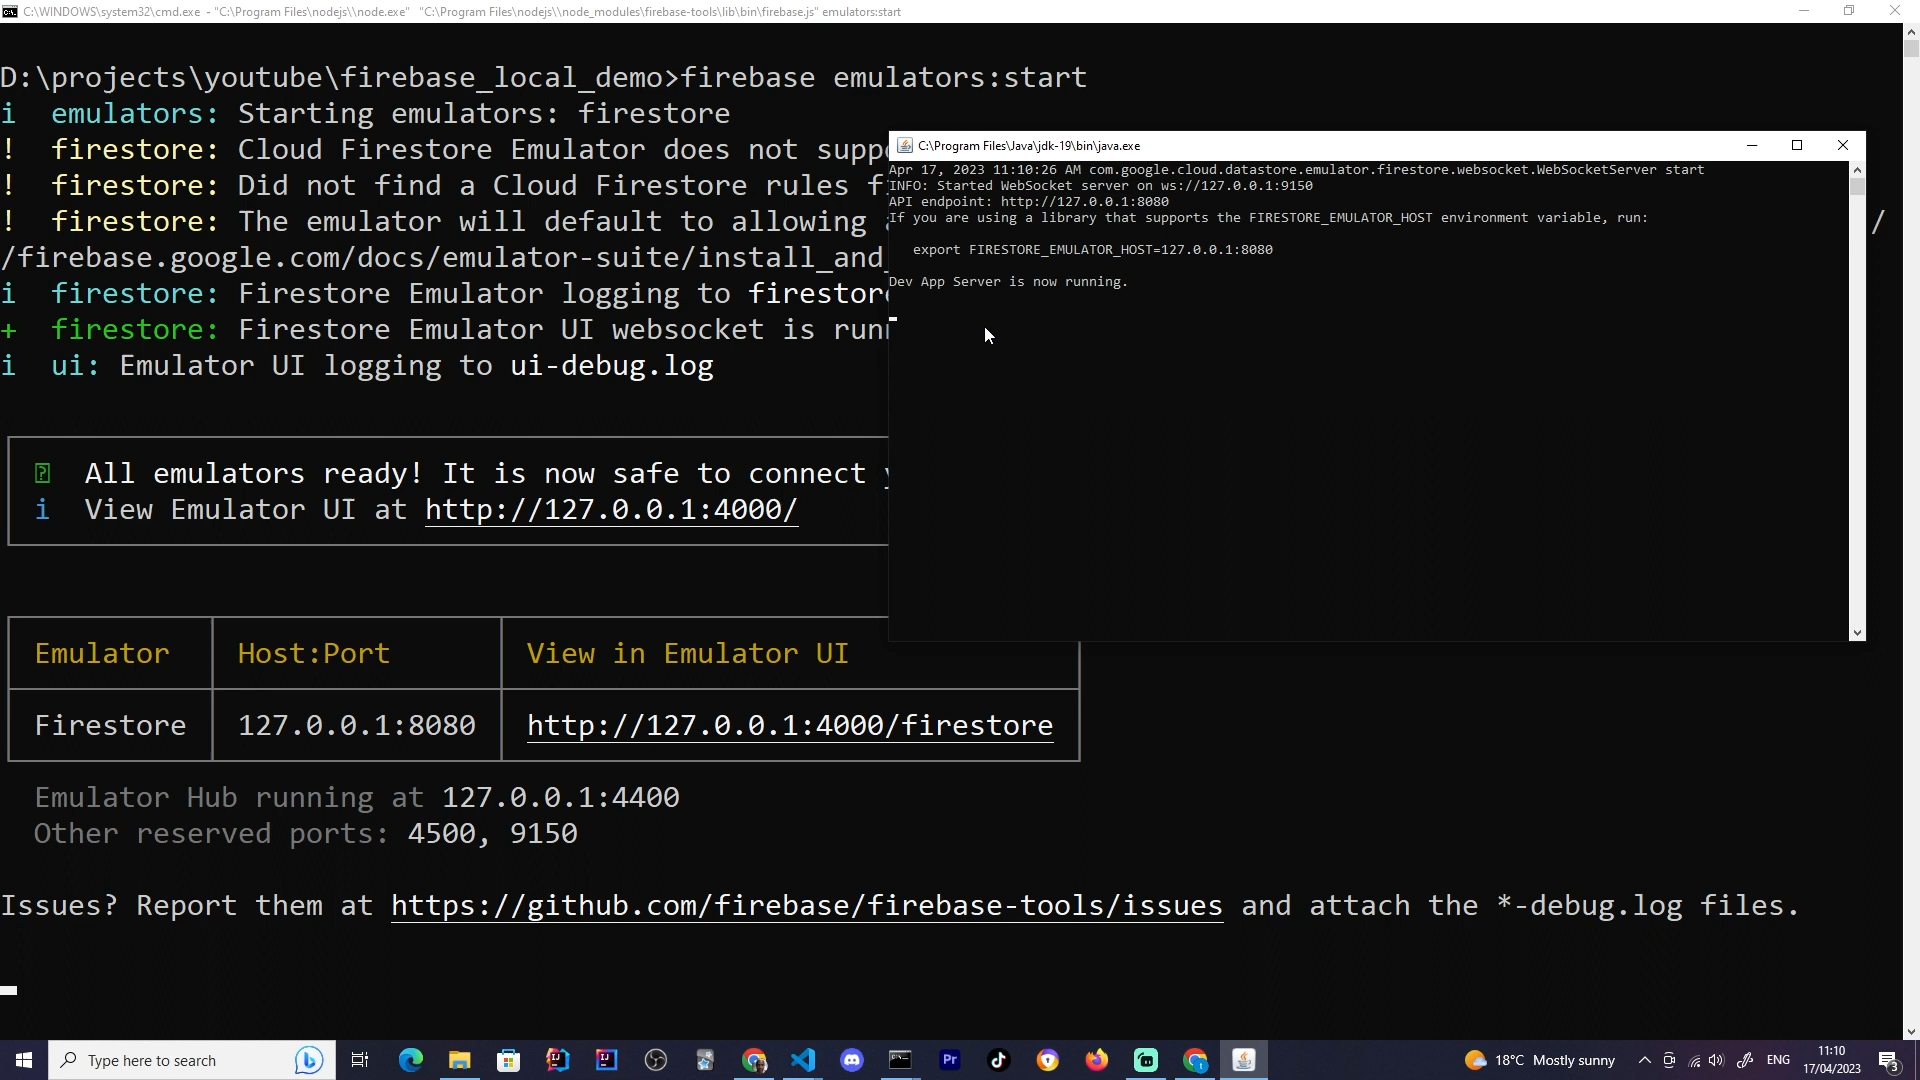 C:\WINDOWS\system32\cmd.exe - "C:\Program Files\nodejs\\node.exe" "C:\Program Files\nodejs\\node_modules\firebase-tools\lib\bin\firebase.js" emulators:start
D:\projects\youtube\firebase_local_demo>firebase emulators:start
i emulators: Starting emulators: firestore
! firestore: Cloud Firestore Emulator does not supp
! firestore: Did not find a Cloud Firestore rules f
! firestore: The emulator will default to allowing
/
/firebase.google.com/docs/emulator-suite/install_and_
i firestore: Firestore Emulator logging to firestor
+ firestore: Firestore Emulator UI websocket is run
i ui: Emulator UI logging to ui-debug.log
All emulators ready! It is now safe to connect
i View Emulator UI at http://127.0.0.1:4000/
Emulator Host:Port View in Emulator UI
Firestore 127.0.0.1:8080 http://127.0.0.1:4000/firestore
Emulator Hub running at 127.0.0.1:4400
Other reserved ports: 4500, 9150
Issues? Report them at https://github.com/firebase/firebase-tools/issues and attach the *-debug.log files.
C:\Program Files\Java\jdk-19\bin\java.exe
Apr 17, 2023 11:10:26 AM com.google.cloud.datastore.emulator.firestore.websocket.WebSocketServer start
INFO: Started WebSocket server on ws://127.0.0.1:9150
API endpoint: http://127.0.0.1:8080
If you are using a library that supports the FIRESTORE_EMULATOR_HOST environment variable, run:
export FIRESTORE_EMULATOR_HOST=127.0.0.1:8080
Dev App Server is now running.
Type here to search
18°C Mostly sunny
ENG
11:10
17/04/2023
3